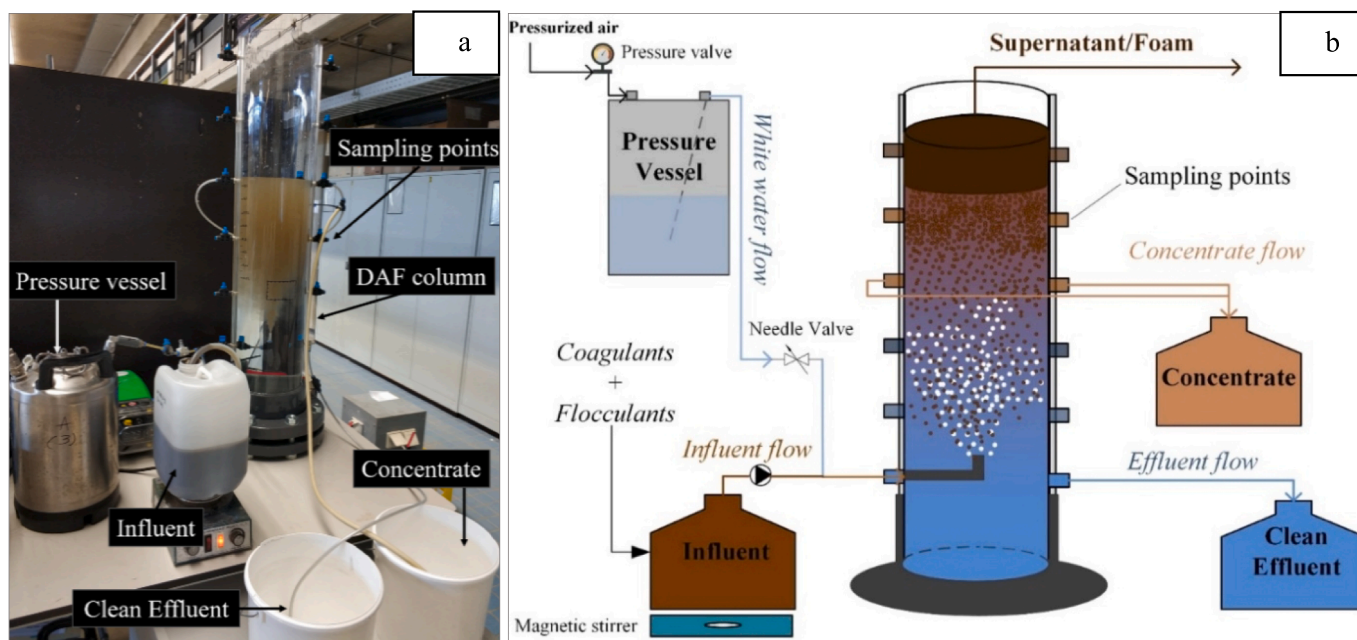 a
Sampling points
DAF column
Pressure vessel
Influent
Concentrate
Clean Effluent
b
Pressurized air
Pressure valve
Supernatant/Foam
Pressure
Vessel
White water flow
Sampling points
Concentrate flow
Needle Valve
Coagulants
+
Flocculants
Concentrate
Influent flow
Effluent flow
Influent
Clean
Effluent
Magnetic stirrer